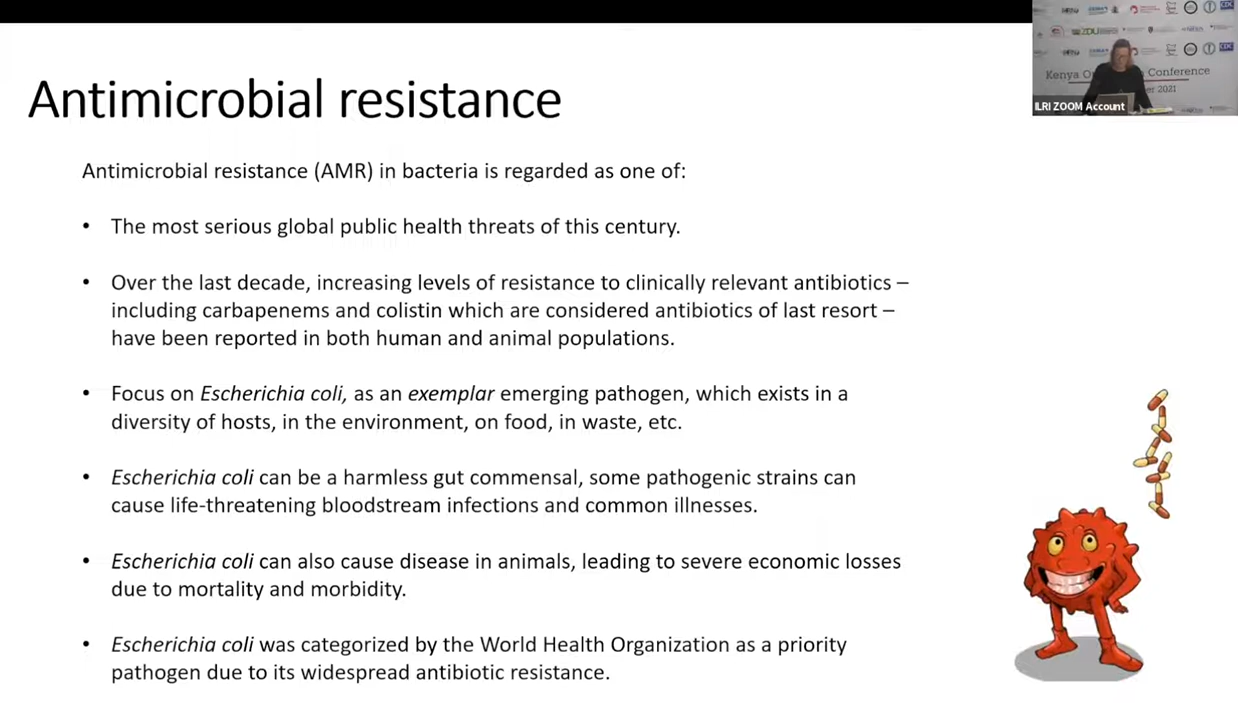 Antimicrobial resistance
Antimicrobial resistance (AMR) in bacteria is regarded as one of:
• The most serious global public health threats of this century.
• Over the last decade, increasing levels of resistance to clinically relevant antibiotics –
including carbapenems and colistin which are considered antibiotics of last resort –
have been reported in both human and animal populations.
• Focus on Escherichia coli, as an exemplar emerging pathogen, which exists in a
diversity of hosts, in the environment, on food, in waste, etc.
• Escherichia coli can be a harmless gut commensal, some pathogenic strains can
cause life-threatening bloodstream infections and common illnesses.
• Escherichia coli can also cause disease in animals, leading to severe economic losses
due to mortality and morbidity.
• Escherichia coli was categorized by the World Health Organization as a priority
pathogen due to its widespread antibiotic resistance.
Kenya Conference
2021
CDC
ILRI ZOOM Account